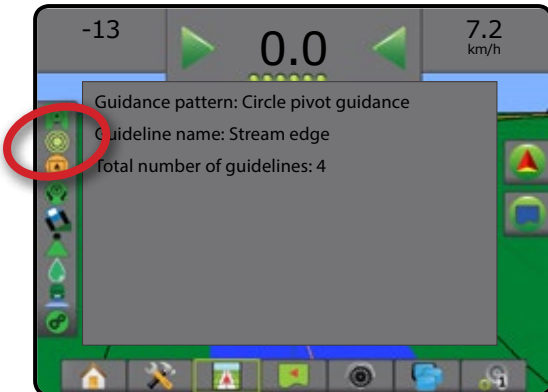 -13
0.0
7.2
km/h
Guidance pattern: Circle pivot guidance
Guideline name: Stream edge
Total number of guidelines: 4
1